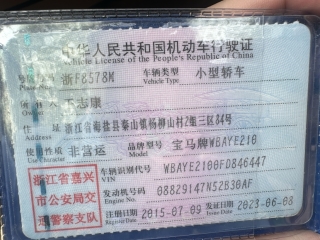 中华人民共和国机动车行驶证
Vehicle License of the People's Republic of China
浙F8578M 车辆类型 Vehicle Type 小型轿车
志康
浙江省海盐县秦山镇杨柳山村2组三区84号
使用性质 Use Character 非营运 品牌型号 Model 宝马牌WBAYE210
浙江省嘉兴市公安局交通警察支队
车辆识别代号 VIN WBAYE2100FD846447
发动机号码 Engine No. 08829147N52B30AF
注册日期 Register Date 2015-07-09 发证日期 Issue Date 2023-06-08